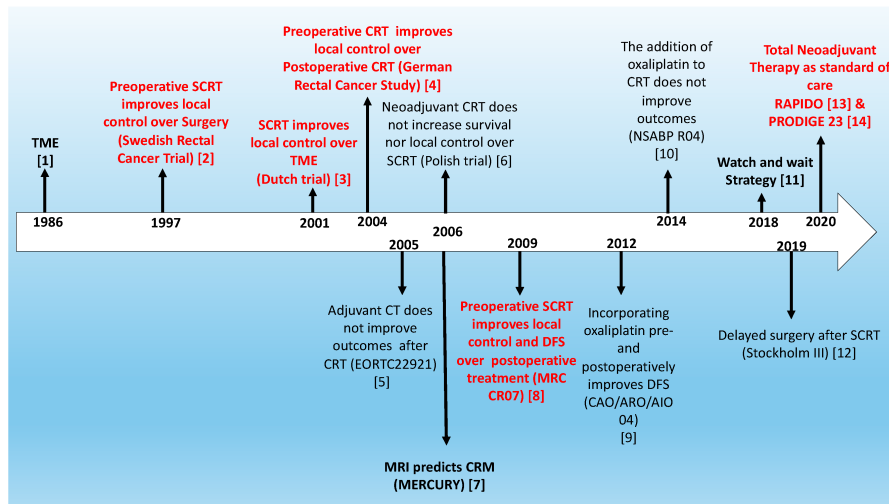 TME
[1]
Preoperative SCRT
improves local
control over Surgery
(Swedish Rectal
Cancer Trial) [2]
SCRT improves
local control over
TME
(Dutch trial) [3]
Preoperative CRT improves
local control over
Postoperative CRT (German
Rectal Cancer Study) [4]
Neoadjuvant CRT does
not increase survival
nor local control over
SCRT (Polish trial) [6]
The addition of
oxaliplatin to
CRT does not
improve
outcomes
(NSABP R04)
[10]
Watch and wait
Strategy [11]
Total Neoadjuvant
Therapy as standard of
care
RAPIDO [13] &
PRODIGE 23 [14]
1986
1997
2001
2004
2005
2006
2009
2012
2014
2018
2019
2020
Adjuvant CT does
not improve
outcomes after
CRT (EORTC22921)
[5]
MRI predicts CRM
(MERCURY) [7]
Preoperative SCRT
improves local
control and DFS
over postoperative
treatment (MRC
CR07) [8]
Incorporating
oxaliplatin pre-
and
postoperatively
improves DFS
(CAO/ARO/AIO
04)
[9]
Delayed surgery after SCRT
(Stockholm III) [12]